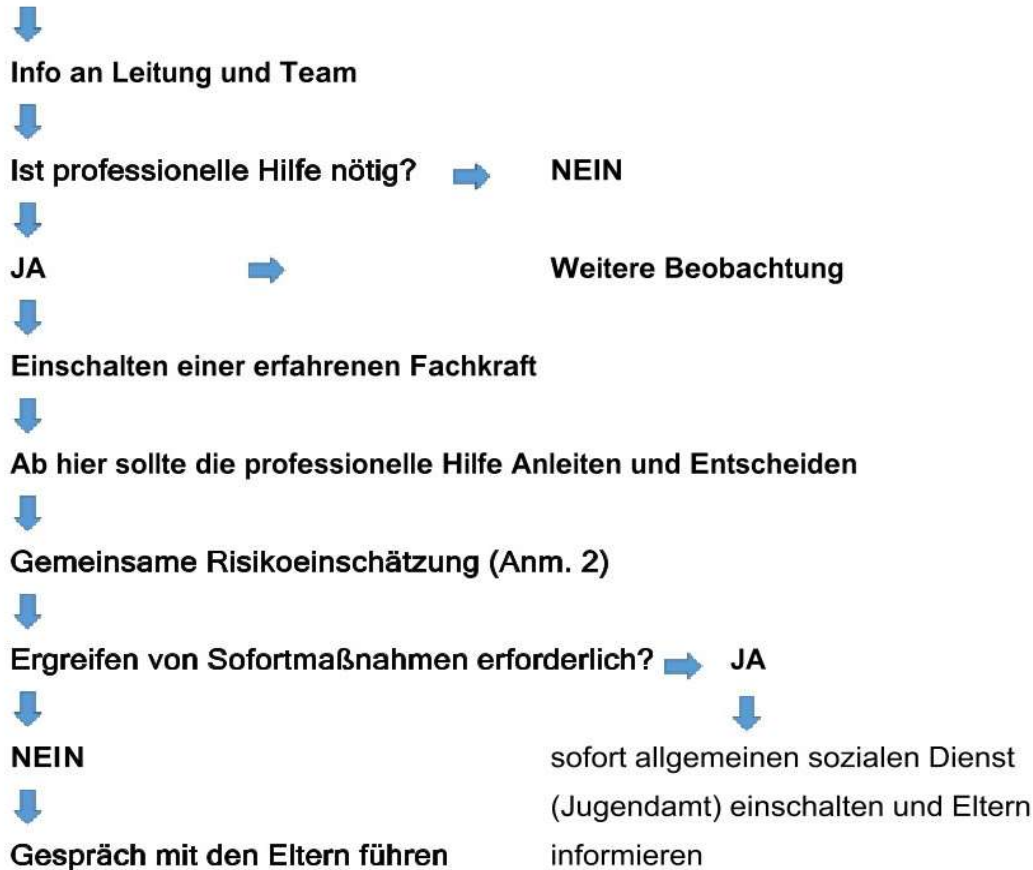 Info an Leitung und Team
Ist professionelle Hilfe nötig? NEIN
JA Weitere Beobachtung
Einschalten einer erfahrenen Fachkraft
Ab hier sollte die professionelle Hilfe Anleiten und Entscheiden
Gemeinsame Risikoeinschätzung (Anm. 2)
Ergreifen von Sofortmaßnahmen erforderlich? JA
NEIN sofort allgemeinen sozialen Dienst
(Jugendamt) einschalten und Eltern
Gespräch mit den Eltern führen informieren